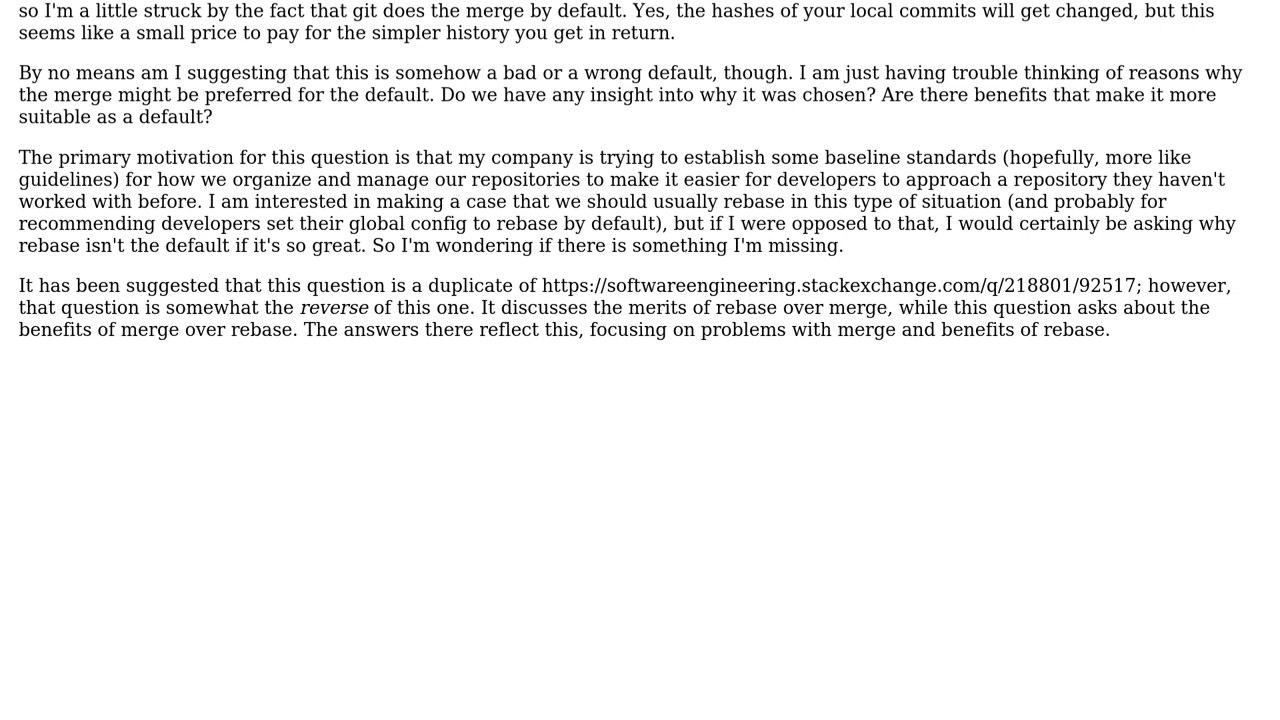 so I'm a little struck by the fact that git does the merge by default. Yes, the hashes of your local commits will get changed, but this
seems like a small price to pay for the simpler history you get in return.
By no means am I suggesting that this is somehow a bad or a wrong default, though. I am just having trouble thinking of reasons why
the merge might be preferred for the default. Do we have any insight into why it was chosen? Are there benefits that make it more
suitable as a default?
The primary motivation for this question is that my company is trying to establish some baseline standards (hopefully, more like
guidelines) for how we organize and manage our repositories to make it easier for developers to approach a repository they haven't
worked with before. I am interested in making a case that we should usually rebase in this type of situation (and probably for
recommending developers set their global config to rebase by default), but if I were opposed to that, I would certainly be asking why
rebase isn't the default if it's so great. So I'm wondering if there is something I'm missing.
It has been suggested that this question is a duplicate of https://softwareengineering.stackexchange.com/q/218801/92517; however,
that question is somewhat the reverse of this one. It discusses the merits of rebase over merge, while this question asks about the
benefits of merge over rebase. The answers there reflect this, focusing on problems with merge and benefits of rebase.